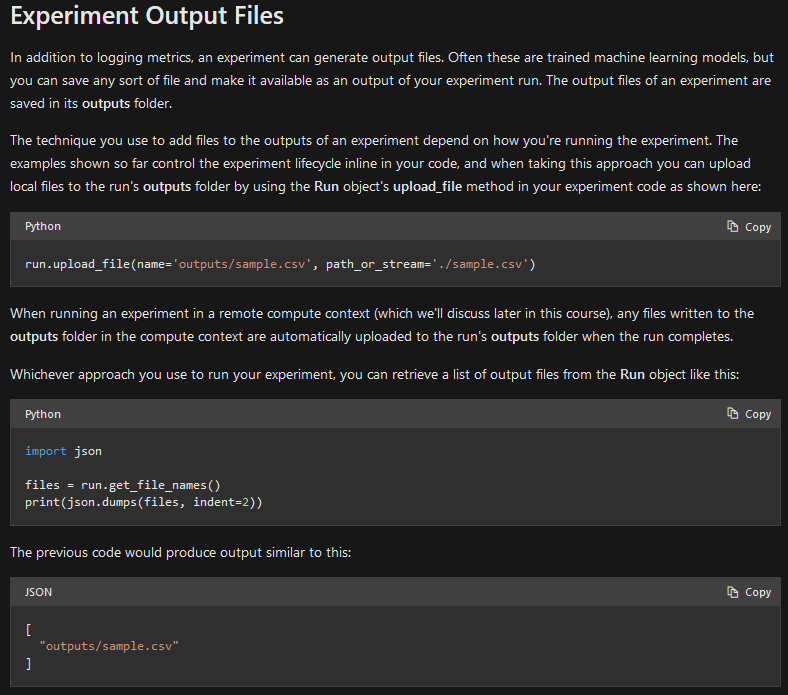 Experiment Output Files
In addition to logging metrics, an experiment can generate output files. Often these are trained machine learning models, but
you can save any sort of file and make it available as an output of your experiment run. The output files of an experiment are
saved in its outputs folder.
The technique you use to add files to the outputs of an experiment depend on how you're running the experiment. The
examples shown so far control the experiment lifecycle inline in your code, and when taking this approach you can upload
local files to the run's outputs folder by using the Run object's upload_file method in your experiment code as shown here:
Python Copy
run.upload_file(name='outputs/sample.csv', path_or_stream='./sample.csv')
When running an experiment in a remote compute context (which we'll discuss later in this course), any files written to the
outputs folder in the compute context are automatically uploaded to the run's outputs folder when the run completes.
Whichever approach you use to run your experiment, you can retrieve a list of output files from the Run object like this:
Python Copy
import json
files = run.get_file_names()
print(json.dumps(files, indent=2))
The previous code would produce output similar to this:
JSON Copy
[
"outputs/sample.csv"
]